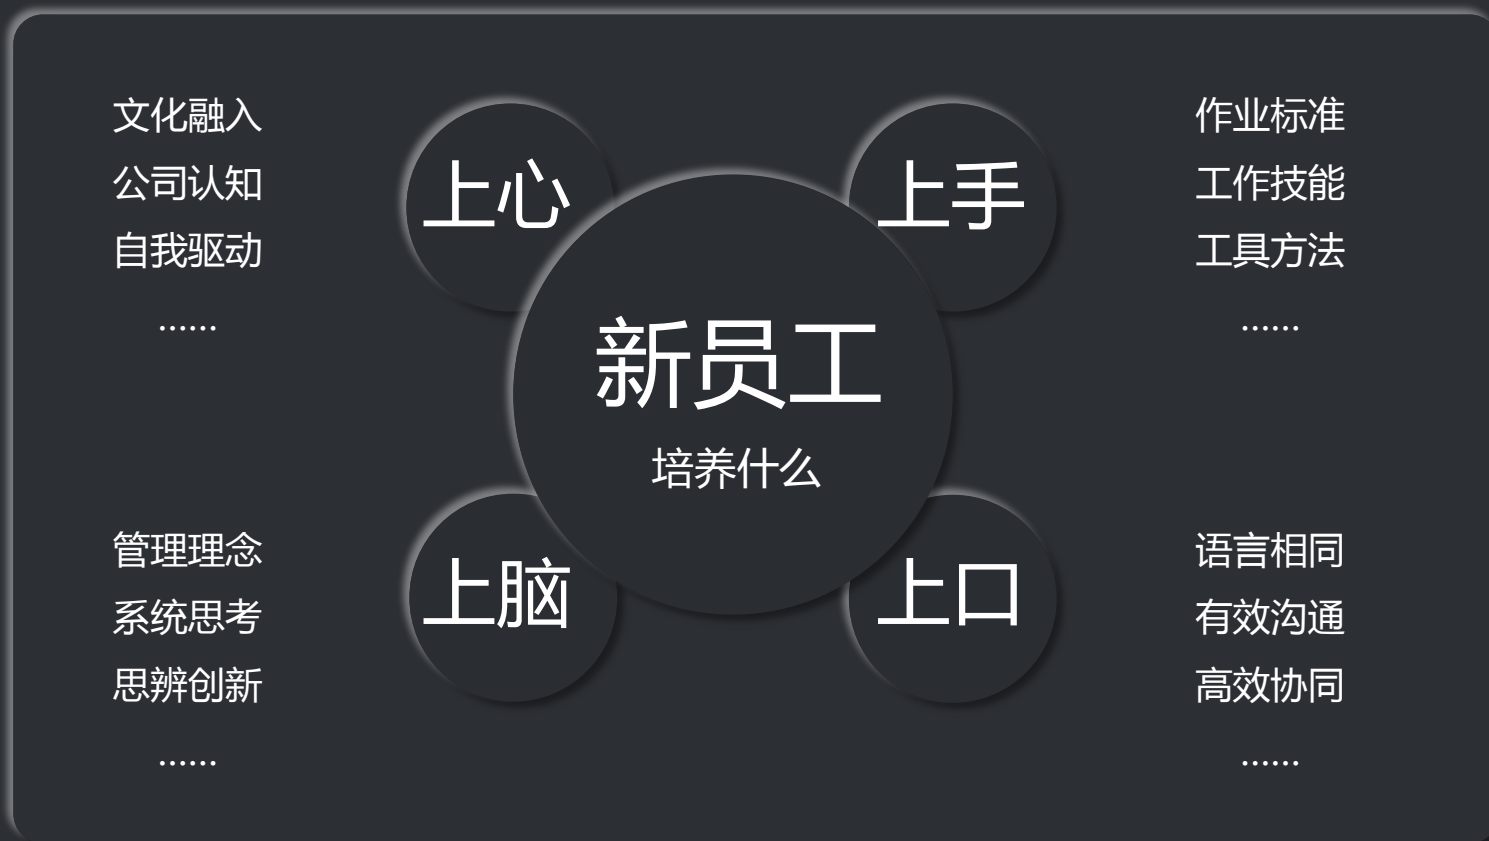 文化融入
公司认知
自我驱动
……
上心
上手
作业标准
工作技能
工具方法
……
新员工
培养什么
管理理念
系统思考
思辨创新
……
上脑
上口
语言相同
有效沟通
高效协同
……